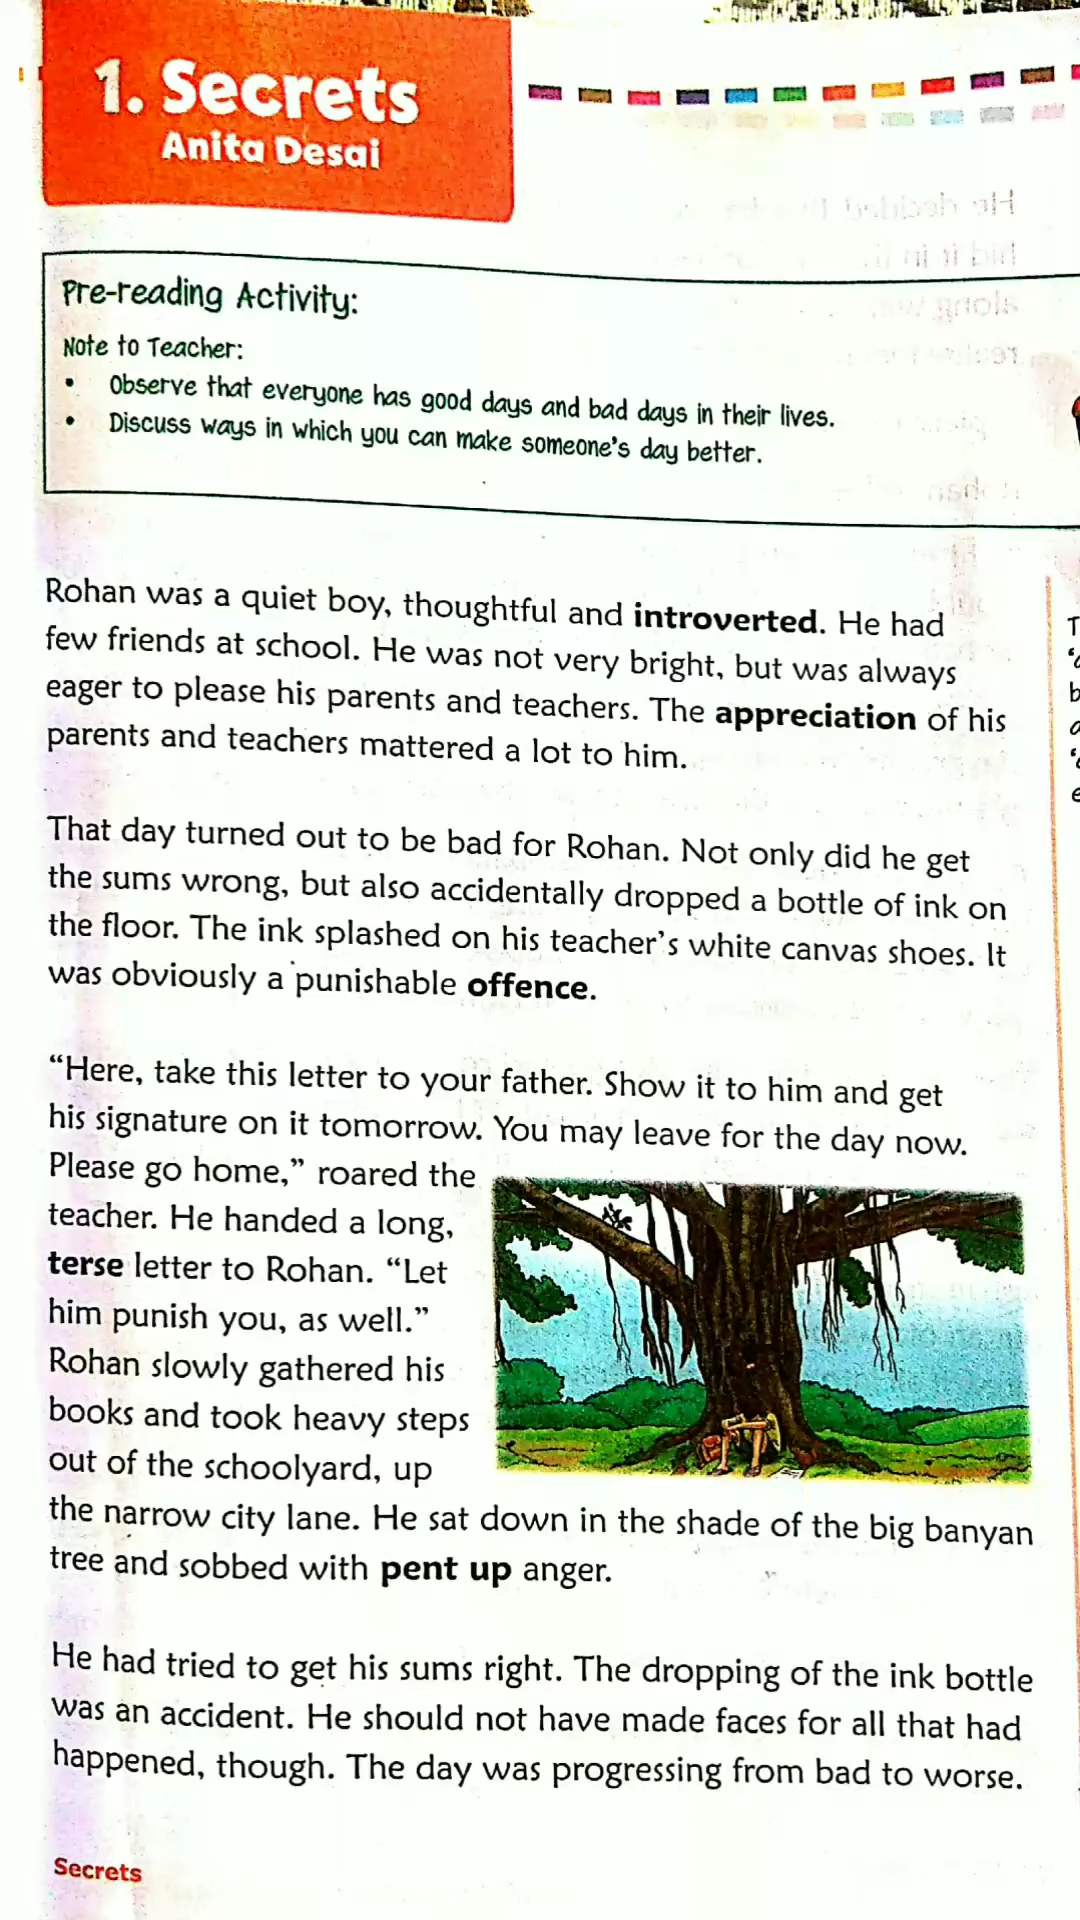 1. Secrets
Anita Desai
Pre-reading Activity:
Note to Teacher:
• Observe that everyone has good days and bad days in their lives.
• Discuss ways in which you can make someone's day better.
Rohan was a quiet boy, thoughtful and introverted. He had
few friends at school. He was not very bright, but was always
eager to please his parents and teachers. The appreciation of his
parents and teachers mattered a lot to him.
That day turned out to be bad for Rohan. Not only did he get
the sums wrong, but also accidentally dropped a bottle of ink on
the floor. The ink splashed on his teacher's white canvas shoes. It
was obviously a punishable offence.
“Here, take this letter to your father. Show it to him and get
his signature on it tomorrow. You may leave for the day now.
Please go home,” roared the
teacher. He handed a long,
terse letter to Rohan. “Let
him punish you, as well.”
Rohan slowly gathered his
books and took heavy steps
out of the schoolyard, up
the narrow city lane. He sat down in the shade of the big banyan
tree and sobbed with pent up anger.
He had tried to get his sums right. The dropping of the ink bottle
was an accident. He should not have made faces for all that had
happened, though. The day was progressing from bad to worse.
Secrets